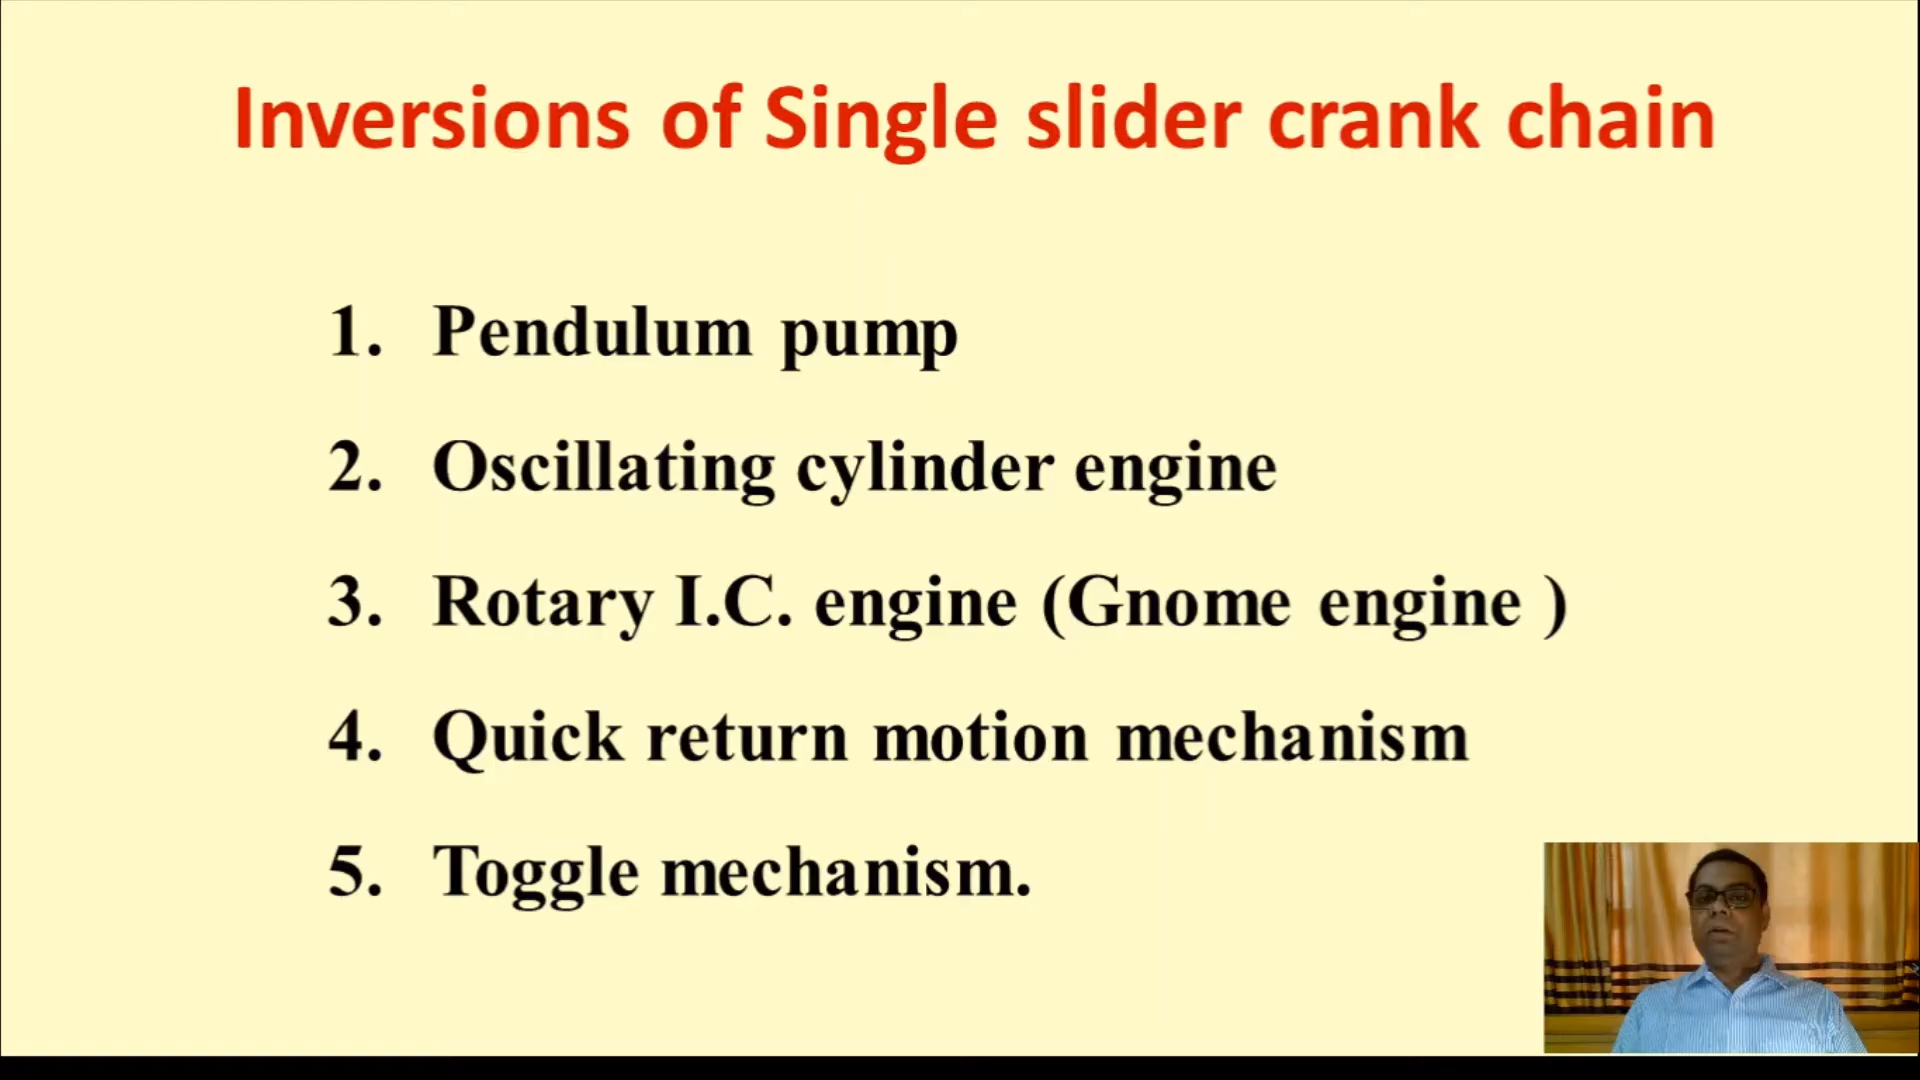 Inversions of Single slider crank chain
1. Pendulum pump
2. Oscillating cylinder engine
3. Rotary I.C. engine (Gnome engine )
4. Quick return motion mechanism
5. Toggle mechanism.